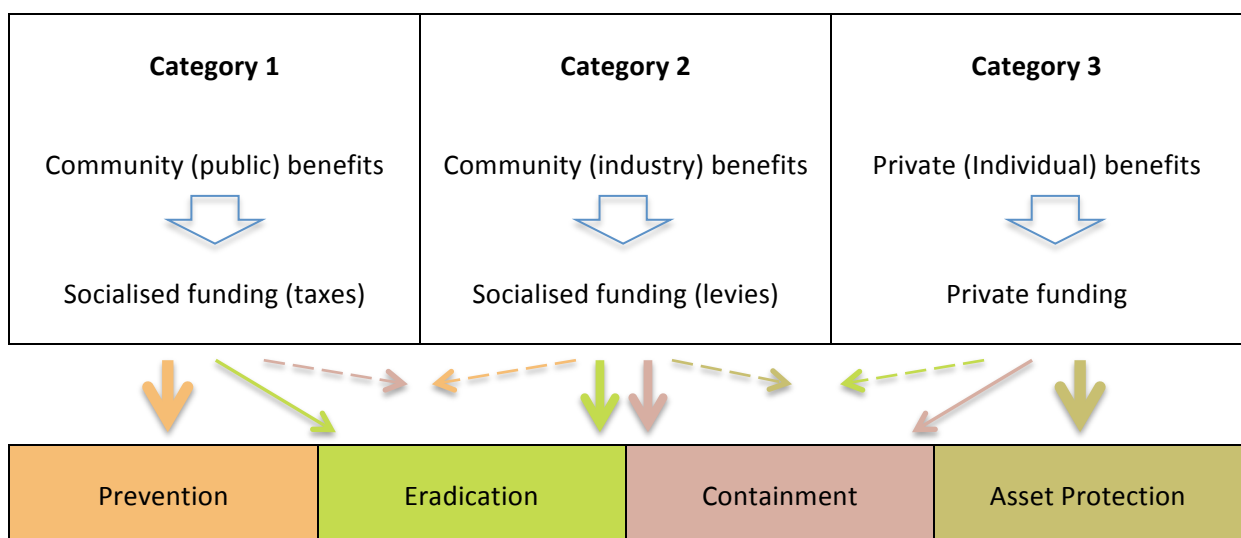 Category 1
Category 2
Category 3
Community (public) benefits
Community (industry) benefits
Private (Individual) benefits
Socialised funding (taxes)
Socialised funding (levies)
Private funding
Prevention
Eradication
Containment
Asset Protection